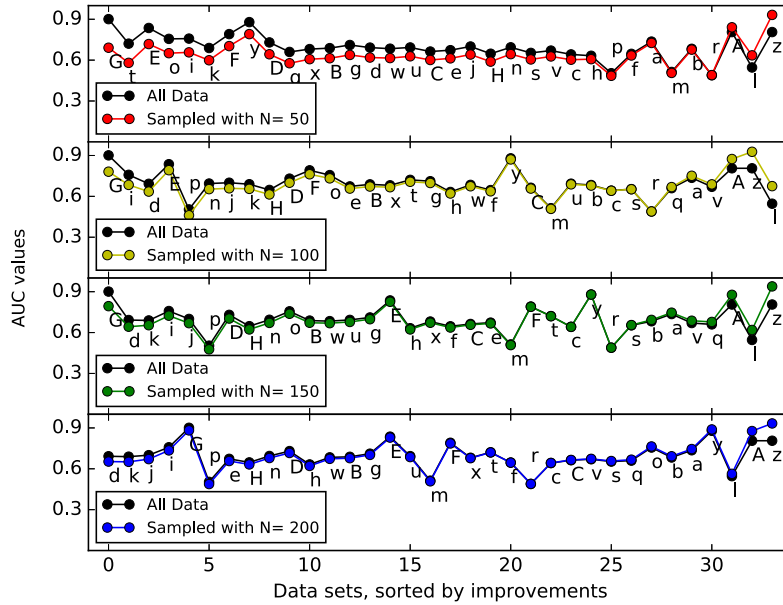 0.9
0.6
0.3
G t E o i k F y D g x B g d w u C e j H n s v c h p f a m b r A l z
All Data
Sampled with N= 50
0.9
0.6
0.3
G i d E p n j k H D F o e B x t g h w f y C m u b c s r q a v A z l
All Data
Sampled with N= 100
AUC values
0.9
0.6
0.3
G d k i j p D H n o B w u g E h x f C e m F t c y r s b a v q A l z
All Data
Sampled with N= 150
0.9
0.6
0.3
d k j i G p e H n D h w B g E u m F x t f r c C v s q o b a y l A z
All Data
Sampled with N= 200
0 5 10 15 20 25 30
Data sets, sorted by improvements